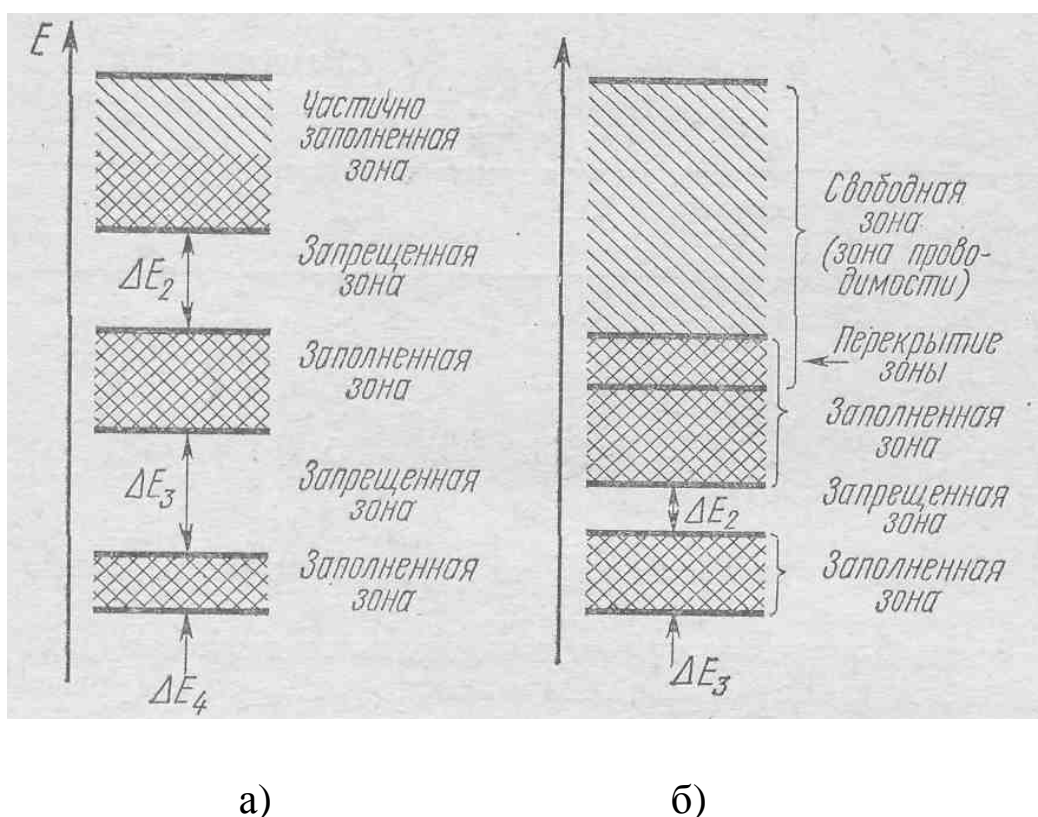 E
Частично
заполненная
зона
ΔE₂
Запрещенная
зона
Заполненная
зона
ΔE₃
Запрещенная
зона
Заполненная
зона
ΔE₄
Свободная
зона
(зона прово-
димости)
Перекрытие
зоны
Заполненная
зона
ΔE₂
Запрещенная
зона
Заполненная
зона
ΔE₃
а)
б)